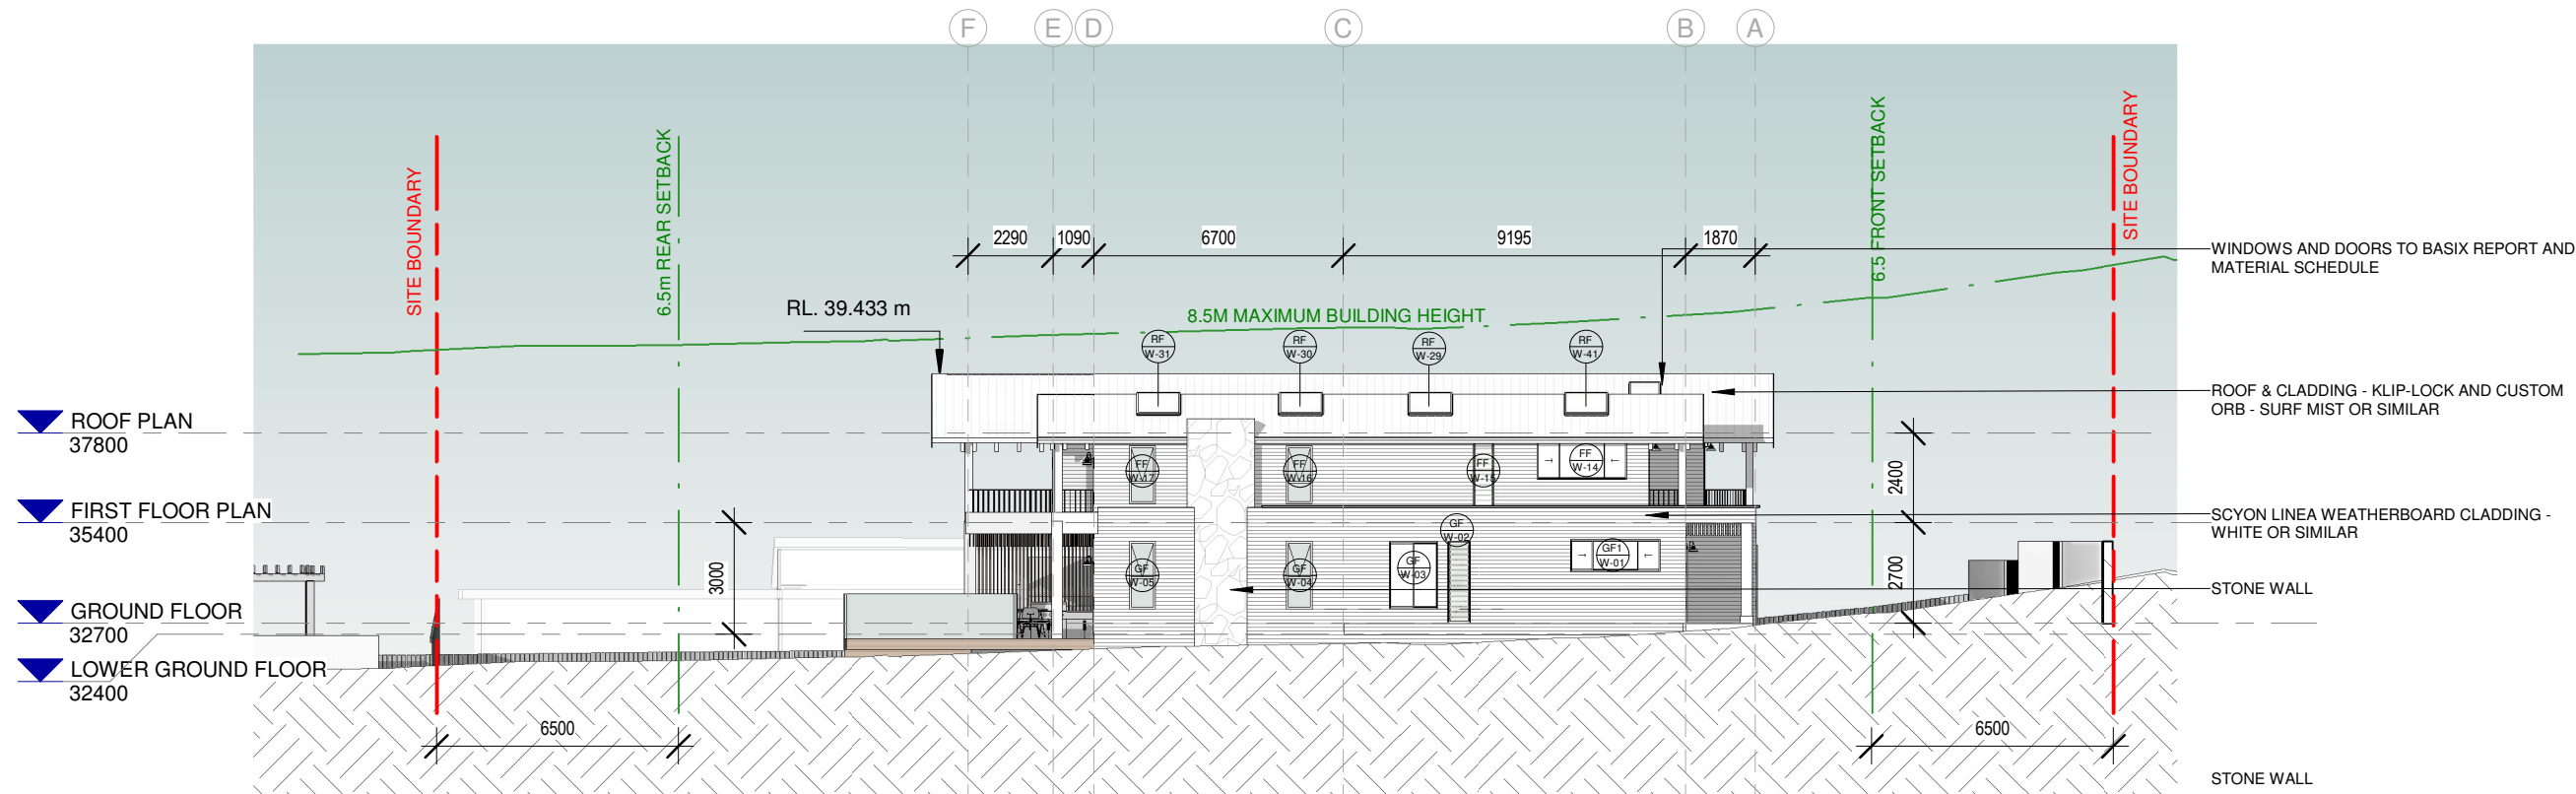 F E D C B A
SITE BOUNDARY
6.5m REAR SETBACK
6.5 FRONT SETBACK
SITE BOUNDARY
2290 1090 6700 9195 1870
WINDOWS AND DOORS TO BASIX REPORT AND
MATERIAL SCHEDULE
RL. 39.433 m
8.5M MAXIMUM BUILDING HEIGHT
RF
W-31
RF
W-30
RF
W-29
RF
W-41
ROOF & CLADDING - KLIP-LOCK AND CUSTOM
ORB - SURF MIST OR SIMILAR
ROOF PLAN
37800
FF
W-17
FF
W-16
FF
W-15
FF
W-14
2400
FIRST FLOOR PLAN
35400
SCYON LINEA WEATHERBOARD CLADDING -
WHITE OR SIMILAR
GF
W-02
GF
W-05
GF
W-04
GF
W-03
GF1
W-01
3000
2700
STONE WALL
GROUND FLOOR
32700
LOWER GROUND FLOOR
32400
6500
6500
STONE WALL